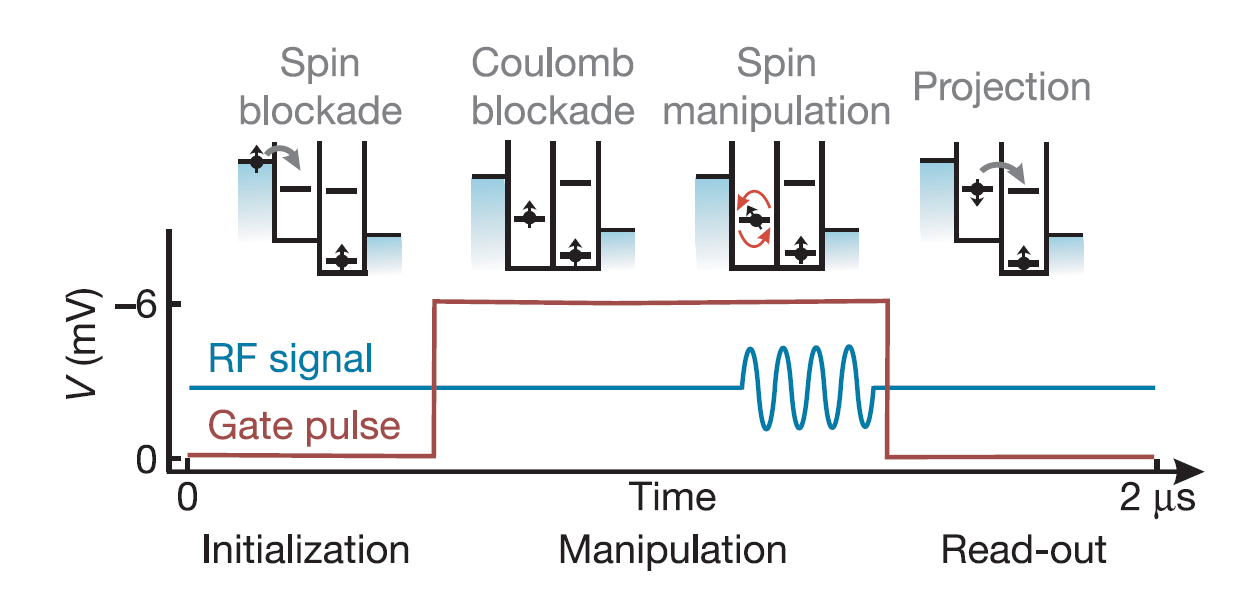 Spin
blockade
Coulomb
blockade
Spin
manipulation
Projection
V (mV)
–6
RF signal
Gate pulse
0
0
Time
2 μs
Initialization
Manipulation
Read-out